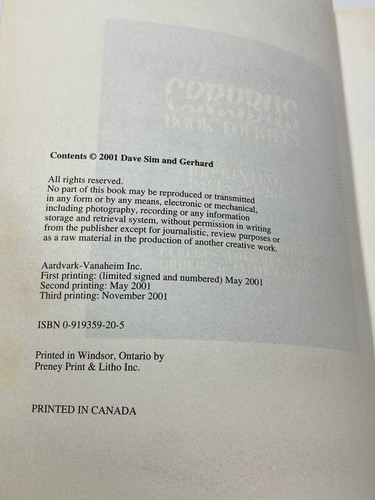 Contents © 2001 Dave Sim and Gerhard
All rights reserved.
No part of this book may be reproduced or transmitted
in any form or by any means, electronic or mechanical,
including photography, recording or any information
storage and retrieval system, without permission in writing
from the publisher except for journalistic, review purposes or
as a raw material in the production of another creative work.
Aardvark-Vanaheim Inc.
First printing: (limited signed and numbered) May 2001
Second printing: May 2001
Third printing: November 2001
ISBN 0-919359-20-5
Printed in Windsor, Ontario by
Preney Print & Litho Inc.
PRINTED IN CANADA